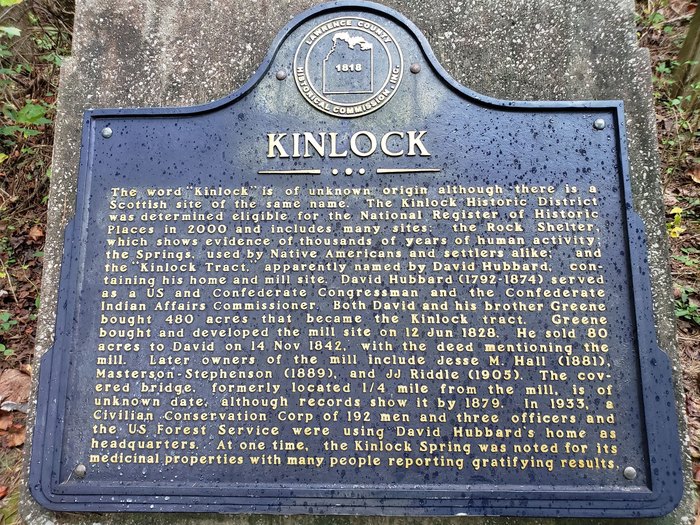 LAWRENCE COUNTY
1818
HISTORICAL COMMISSION INC.
KINLOCK
The word "Kinlock" is of unknown origin although there is a
Scottish site of the same name. The Kinlock Historic District
was determined eligible for the National Register of Historic
Places in 2000 and includes many sites: the Rock Shelter,
which shows evidence of thousands of years of human activity;
the Springs, used by Native Americans and settlers alike; and
the "Kinlock Tract, apparently named by David Hubbard, con-
taining his home and mill site. David Hubbard (1792-1874) served
as a US and Confederate Congressman and the Confederate
Indian Affairs Commissioner. Both David and his brother Greene
bought 480 acres that became the Kinlock tract. Greene
bought and developed the mill site on 12 Jun 1828. He sold 80
acres to David on 14 Nov 1842, with the deed mentioning the
mill. Later owners of the mill include Jesse M. Hall (1881),
Masterson-Stephenson (1889), and JJ Riddle (1905). The cov-
ered bridge, formerly located 1/4 mile from the mill, is of
unknown date, although records show it by 1879. In 1933, a
Civilian Conservation Corp of 192 men and three officers and
the US Forest Service were using David Hubbard's home as
headquarters. At one time, the Kinlock Spring was noted for its
medicinal properties with many people reporting gratifying results.